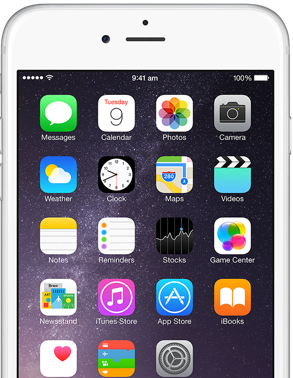 9:41 am 100%
Tuesday
9
Messages Calendar Photos Camera
280
Weather Clock Maps Videos
Notes Reminders Stocks Game Center
Newsstand iTunes Store App Store iBooks